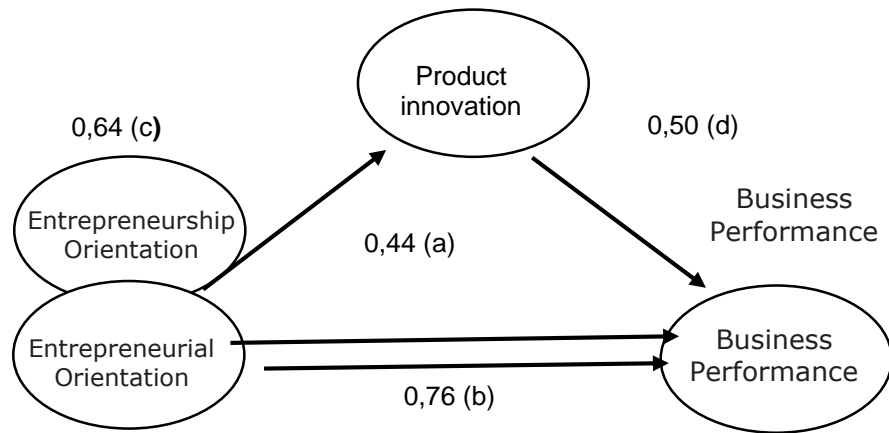 Product
innovation
0,64 (c)
0,50 (d)
Business
Performance
Entrepreneurship
Orientation
0,44 (a)
Entrepreneurial
Orientation
Business
Performance
0,76 (b)